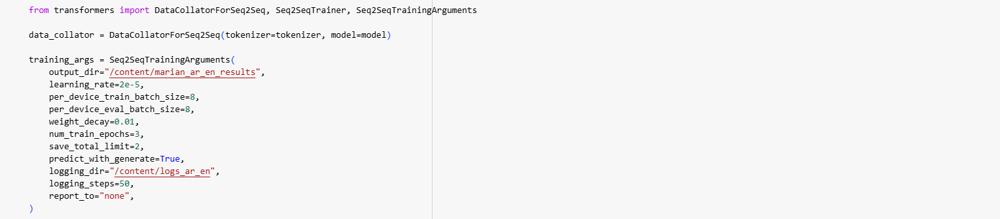 from transformers import DataCollatorForSeq2Seq, Seq2SeqTrainer, Seq2SeqTrainingArguments
data_collator = DataCollatorForSeq2Seq(tokenizer=tokenizer, model=model)
training_args = Seq2SeqTrainingArguments(
    output_dir="/content/marian_ar_en_results",
    learning_rate=2e-5,
    per_device_train_batch_size=8,
    per_device_eval_batch_size=8,
    weight_decay=0.01,
    num_train_epochs=3,
    save_total_limit=2,
    predict_with_generate=True,
    logging_dir="/content/logs_ar_en",
    logging_steps=50,
    report_to="none",
)